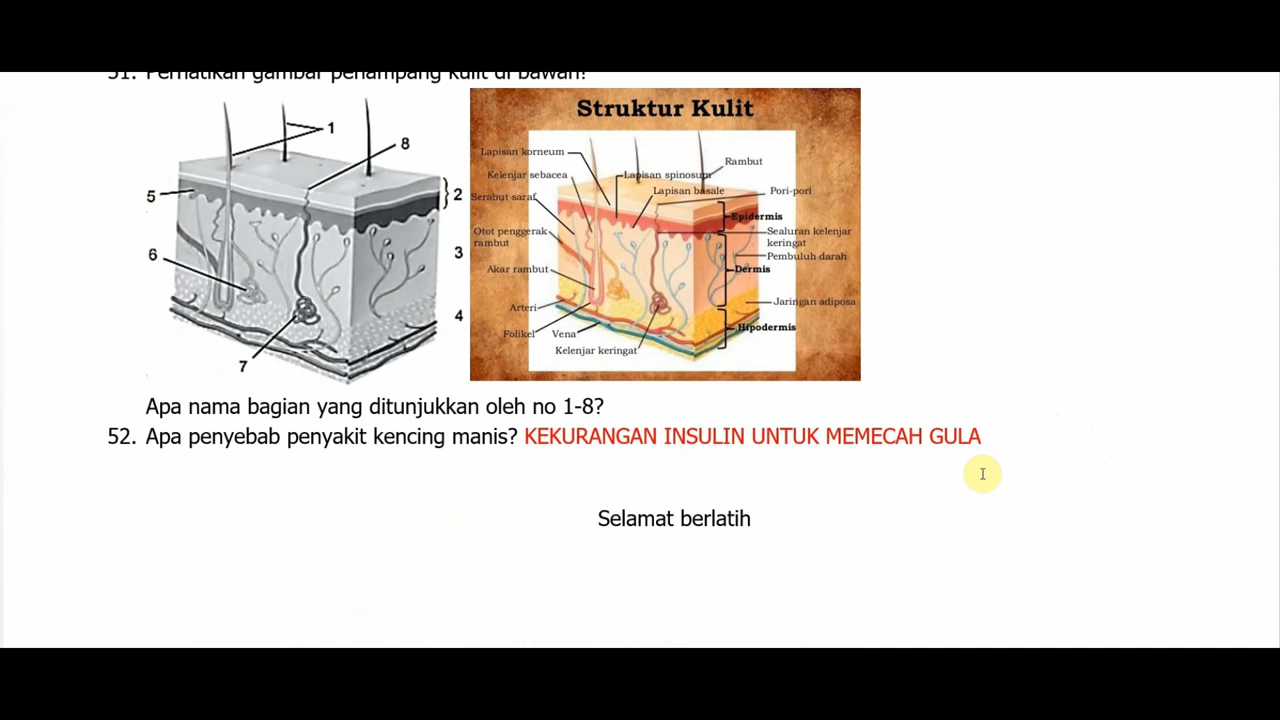 51. Perhatikan gambar penampang kulit di bawah!
1
8
5
2
3
6
4
7
Struktur Kulit
Lapisan korneum
Rambut
Kelenjar sebacea
Lapisan spinosum
Lapisan basale
Pori-pori
Serabut saraf
Epidermis
Otot penggerak
rambut
Sealuran kelenjar
keringat
Pembuluh darah
Akar rambut
Dermis
Jaringan adiposa
Arteri
Hipodermis
Folikel
Vena
Kelenjar keringat
Apa nama bagian yang ditunjukkan oleh no 1-8?
52. Apa penyebab penyakit kencing manis? KEKURANGAN INSULIN UNTUK MEMECAH GULA
Selamat berlatih